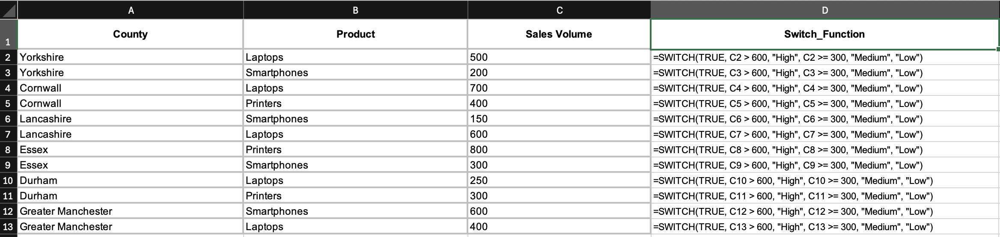 A B C D
1 County Product Sales Volume Switch_Function
2 Yorkshire Laptops 500 =SWITCH(TRUE, C2 > 600, "High", C2 >= 300, "Medium", "Low")
3 Yorkshire Smartphones 200 =SWITCH(TRUE, C3 > 600, "High", C3 >= 300, "Medium", "Low")
4 Cornwall Laptops 700 =SWITCH(TRUE, C4 > 600, "High", C4 >= 300, "Medium", "Low")
5 Cornwall Printers 400 =SWITCH(TRUE, C5 > 600, "High", C5 >= 300, "Medium", "Low")
6 Lancashire Smartphones 150 =SWITCH(TRUE, C6 > 600, "High", C6 >= 300, "Medium", "Low")
7 Lancashire Laptops 600 =SWITCH(TRUE, C7 > 600, "High", C7 >= 300, "Medium", "Low")
8 Essex Printers 800 =SWITCH(TRUE, C8 > 600, "High", C8 >= 300, "Medium", "Low")
9 Essex Smartphones 300 =SWITCH(TRUE, C9 > 600, "High", C9 >= 300, "Medium", "Low")
10 Durham Laptops 250 =SWITCH(TRUE, C10 > 600, "High", C10 >= 300, "Medium", "Low")
11 Durham Printers 300 =SWITCH(TRUE, C11 > 600, "High", C11 >= 300, "Medium", "Low")
12 Greater Manchester Smartphones 600 =SWITCH(TRUE, C12 > 600, "High", C12 >= 300, "Medium", "Low")
13 Greater Manchester Laptops 400 =SWITCH(TRUE, C13 > 600, "High", C13 >= 300, "Medium", "Low")